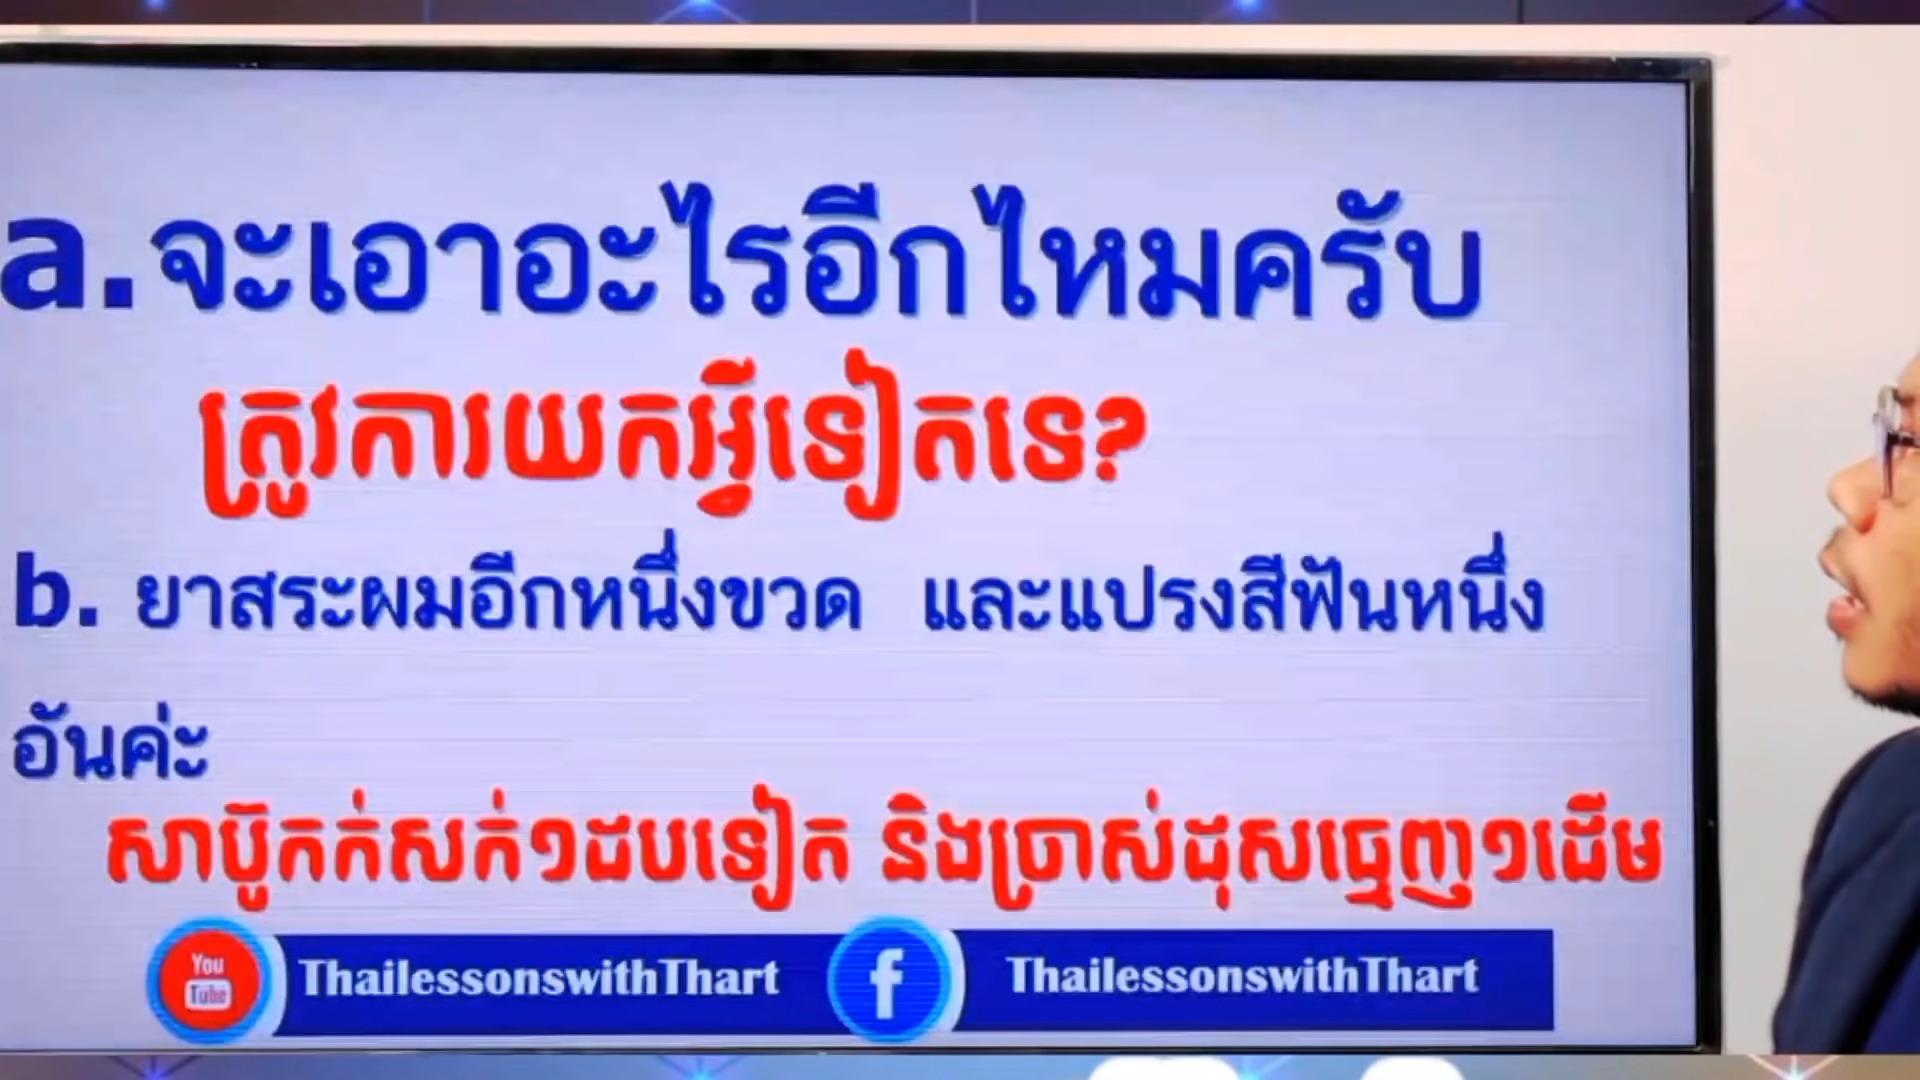 a.จะเอาอะไรอีกไหมครับ
ត្រូវការយកអ្វីទៀតទេ?
b. ยาสระผมอีกหนึ่งขวด และแปรงสีฟันหนึ่ง
อันค่ะ
សាប៊ូកក់សក់១ដបទៀត និងច្រាស់ដុសធ្មេញ១ដើម
You Tube ThailessonswithThart f ThailessonswithThart